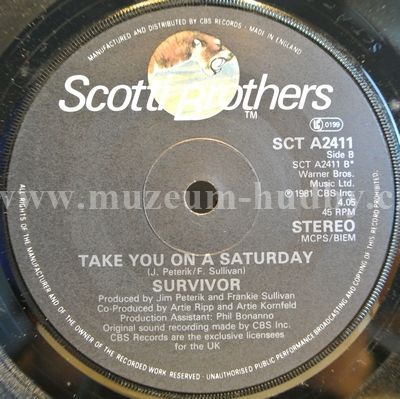 MANUFACTURED AND DISTRIBUTED BY CBS RECORDS • MADE IN ENGLAND
Scotti Brothers
TM
SCT A2411
0199
Side B
SCT A2411 B*
Warner Bros.
Music Ltd.
℗ 1981 CBS Inc.
4.05
45 RPM
STEREO
MCPS/BIEM
www.muzeum-hudby.c
TAKE YOU ON A SATURDAY
(J. Peterik/F. Sullivan)
SURVIVOR
Produced by Jim Peterik and Frankie Sullivan
Co-Produced by Artie Ripp and Artie Kornfeld
Production Assistant: Phil Bonanno
Original sound recording made by CBS Inc.
CBS Records are the exclusive licensees
for the UK
ALL RIGHTS OF THE MANUFACTURER AND OF THE OWNER OF THE RECORDED WORK RESERVED - UNAUTHORISED PUBLIC PERFORMANCE BROADCASTING AND COPYING OF THIS RECORD PROHIBITED.